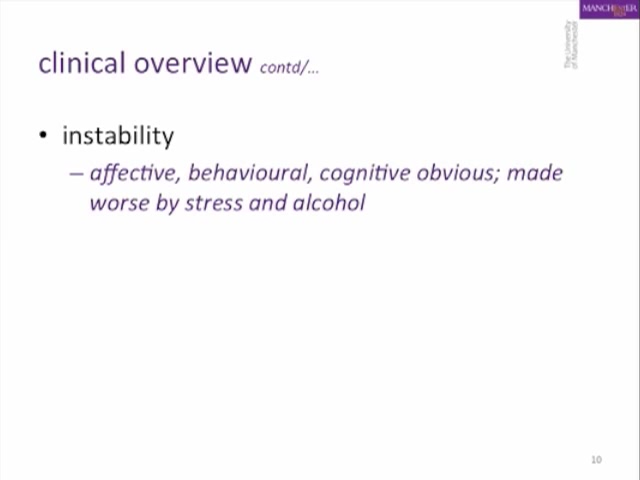 MANCHESTER
1824
The University
of Manchester
clinical overview contd/...
• instability
– affective, behavioural, cognitive obvious; made
worse by stress and alcohol
10